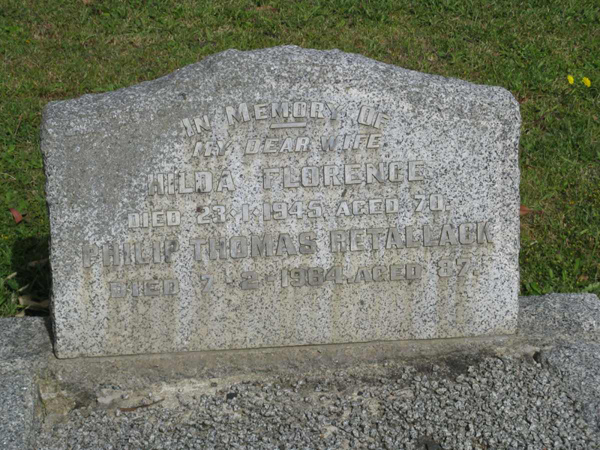 IN MEMORY OF
MY DEAR WIFE
HILDA FLORENCE
DIED 23.1.1945, AGED 70.
PHILIP THOMAS RETALLACK
DIED 7-2-1964, AGED 87.